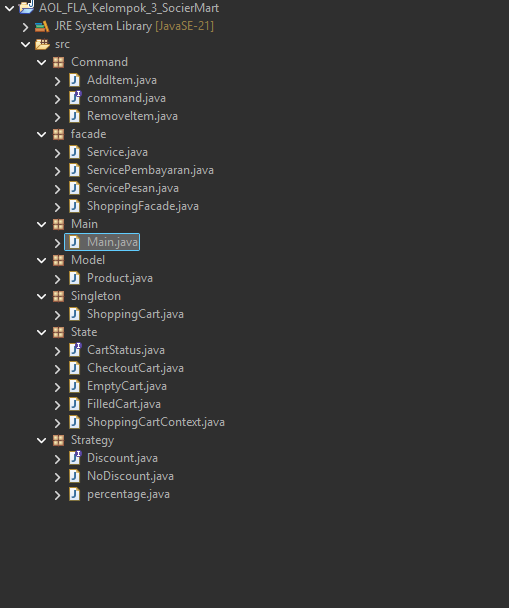 AOL_FLA_Kelompok_3_SocierMart
JRE System Library [JavaSE-21]
src
Command
AddItem.java
command.java
RemoveItem.java
facade
Service.java
ServicePembayaran.java
ServicePesan.java
ShoppingFacade.java
Main
Main.java
Model
Product.java
Singleton
ShoppingCart.java
State
CartStatus.java
CheckoutCart.java
EmptyCart.java
FilledCart.java
ShoppingCartContext.java
Strategy
Discount.java
NoDiscount.java
percentage.java